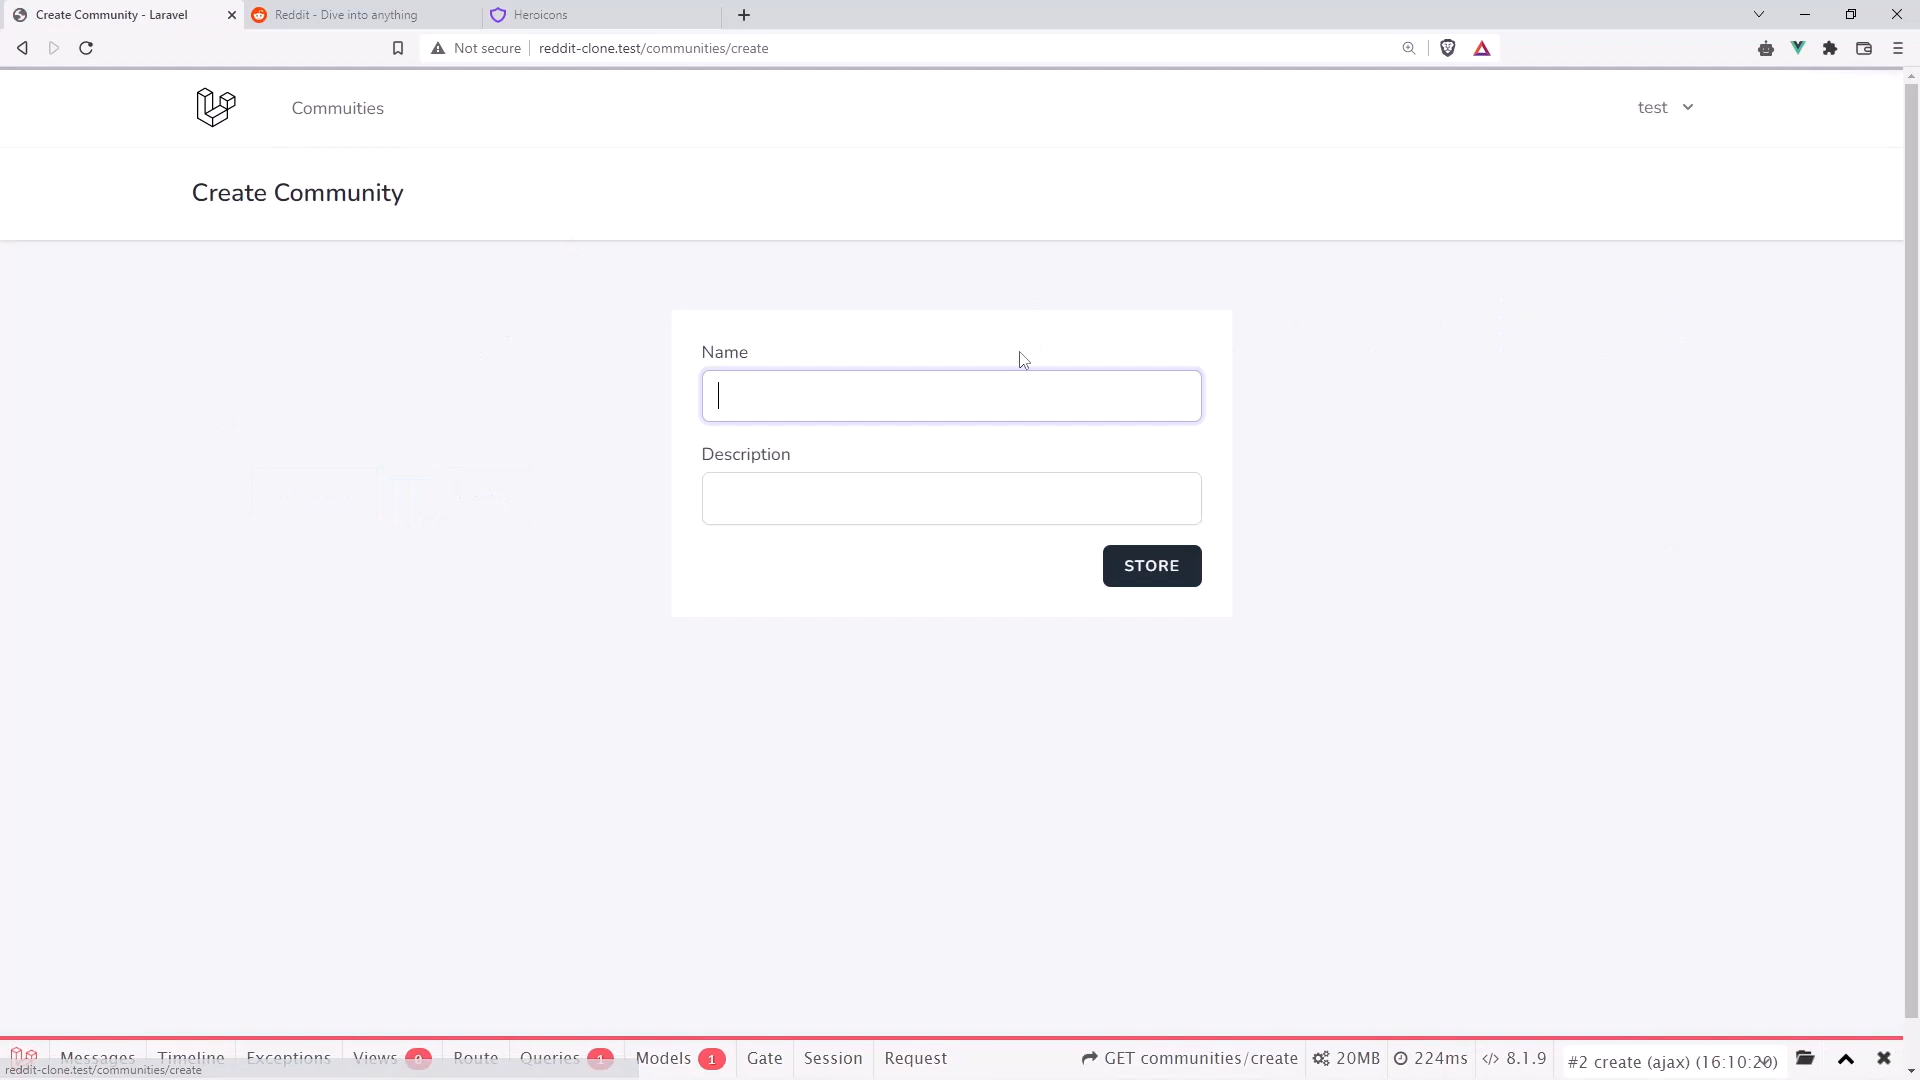 Create Community - Laravel
Reddit - Dive into anything
Heroicons
Not secure
reddit-clone.test/communities/create
Commuities
test
Create Community
Name
Description
STORE
Messages
Timeline
Exceptions
Views 0
Route
Queries 1
Models 1
Gate
Session
Request
GET communities/create
20MB
224ms
8.1.9
#2 create (ajax) (16:10:20)
reddit-clone.test/communities/create